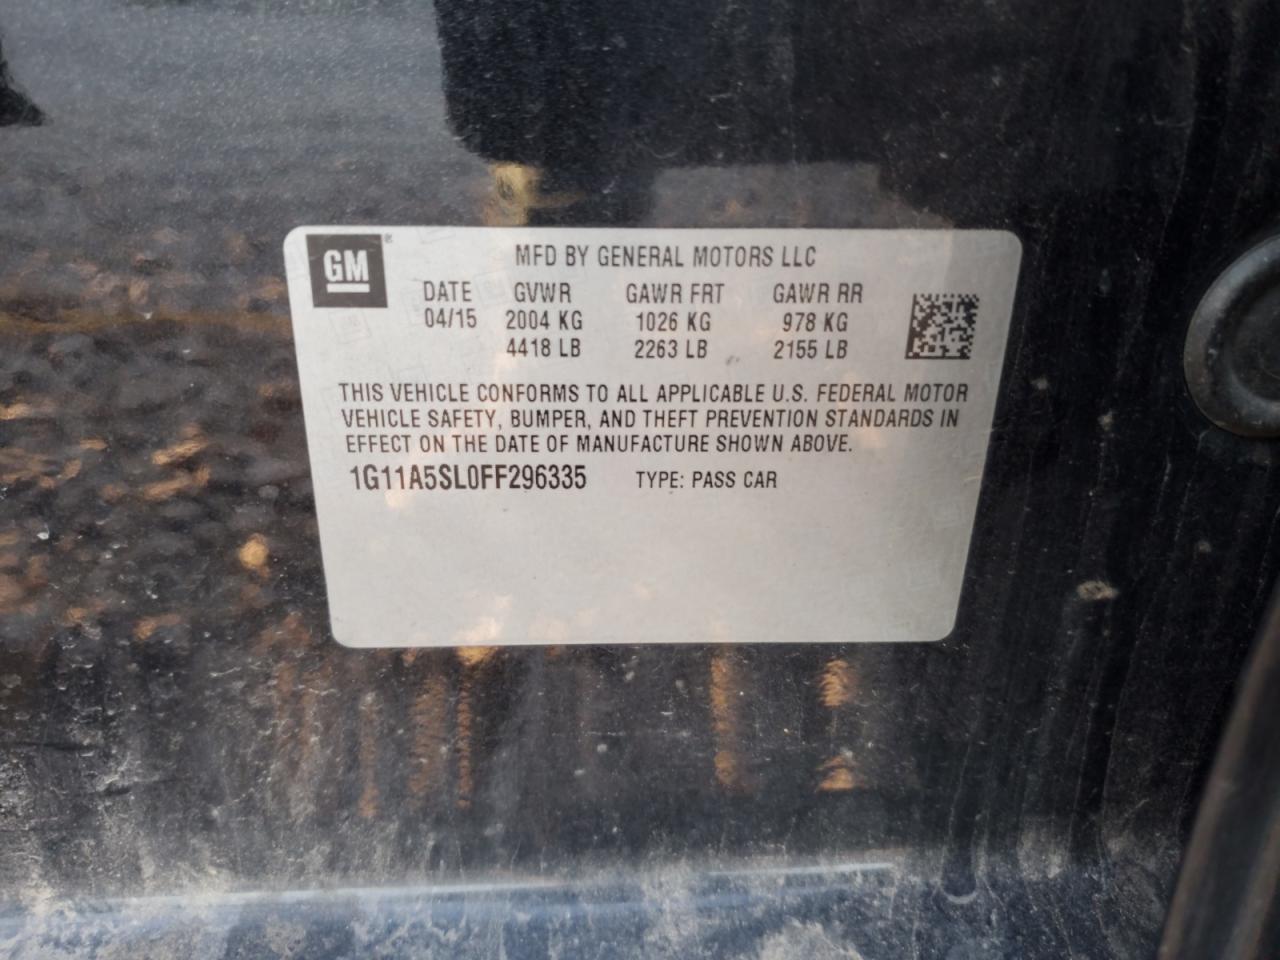 GM
MFD BY GENERAL MOTORS LLC
DATE GVWR GAWR FRT GAWR RR
04/15 2004 KG 1026 KG 978 KG
4418 LB 2263 LB 2155 LB
THIS VEHICLE CONFORMS TO ALL APPLICABLE U.S. FEDERAL MOTOR
VEHICLE SAFETY, BUMPER, AND THEFT PREVENTION STANDARDS IN
EFFECT ON THE DATE OF MANUFACTURE SHOWN ABOVE.
1G11A5SL0FF296335 TYPE: PASS CAR